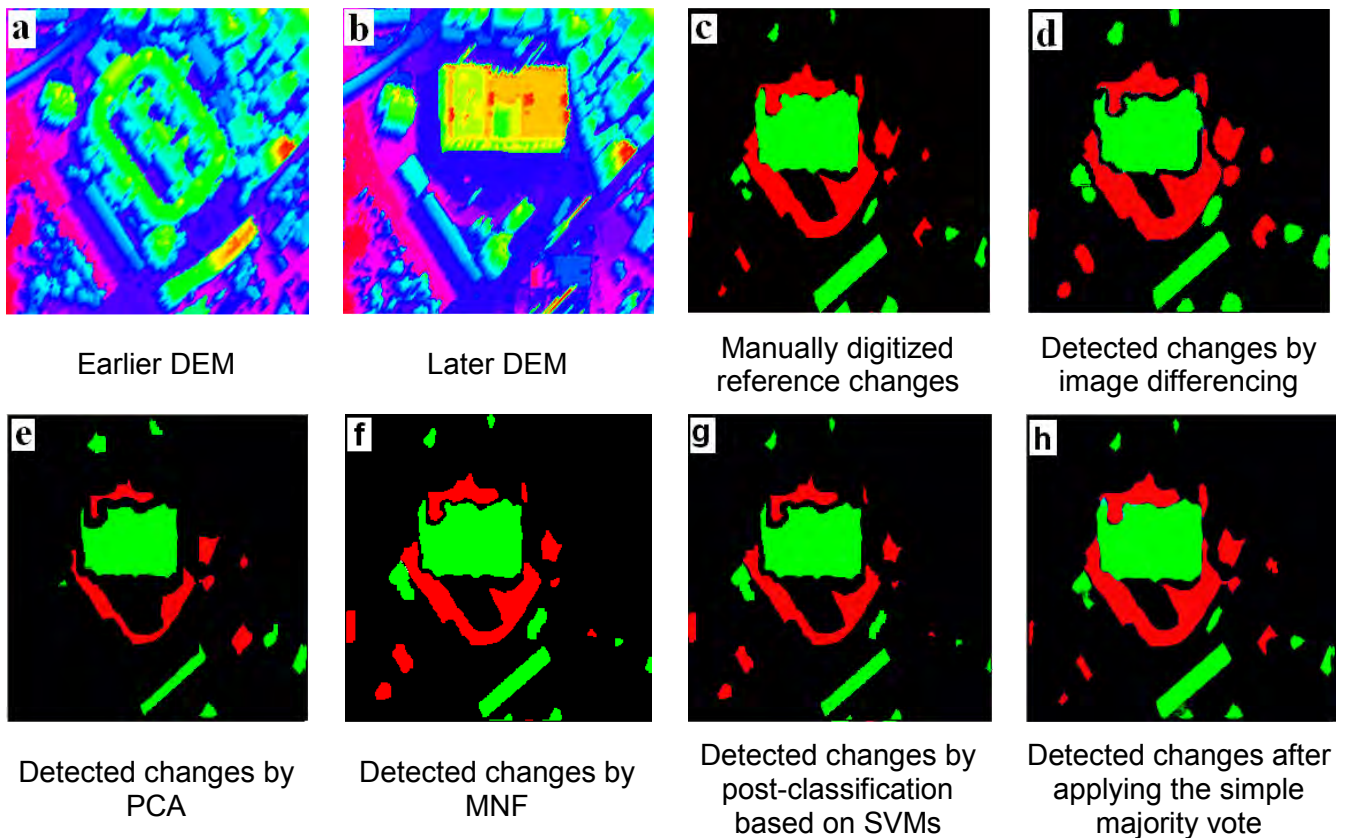 a
b
c
d
Earlier DEM
Later DEM
Manually digitized
reference changes
Detected changes by
image differencing
e
f
g
h
Detected changes by
PCA
Detected changes by
MNF
Detected changes by
post-classification
based on SVMs
Detected changes after
applying the simple
majority vote